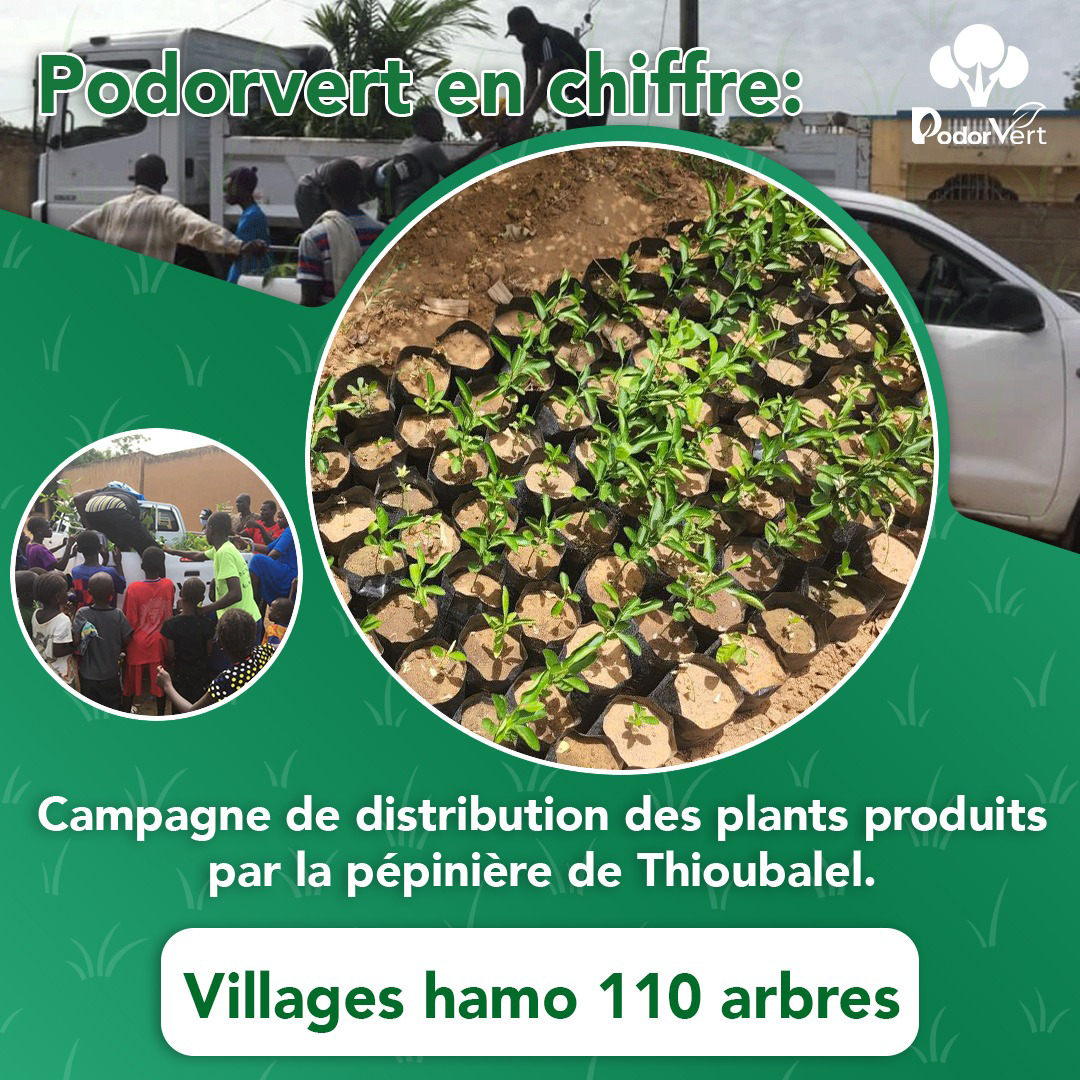 Podorvert en chiffre:
PodorVert
Campagne de distribution des plants produits
par la pépinière de Thioubalel.
Villages hamo 110 arbres